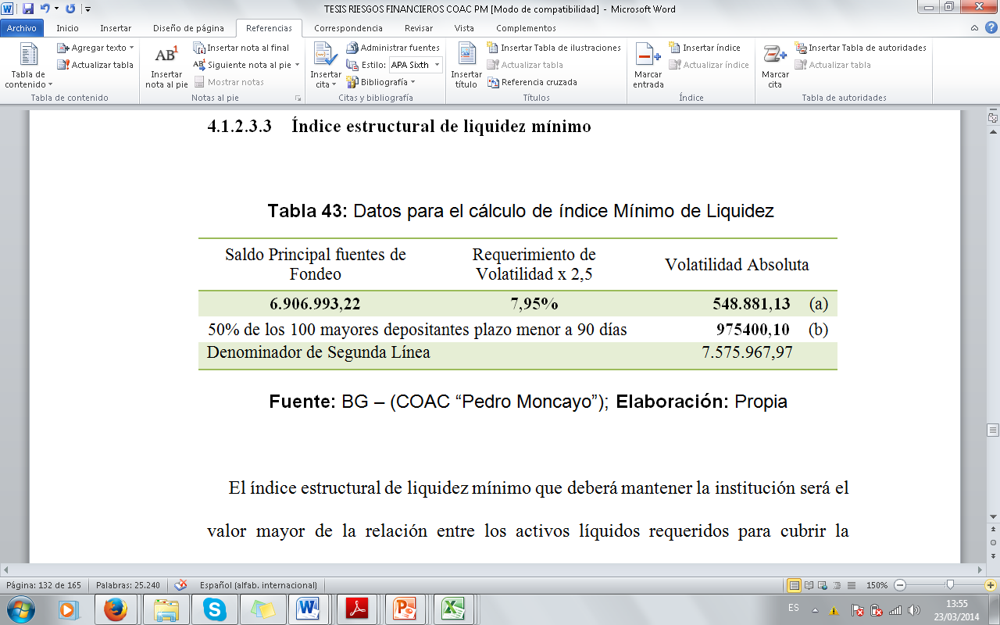 TESIS RIESGOS FINANCIEROS COAC PM [Modo de compatibilidad] - Microsoft Word
Archivo Inicio Insertar Diseño de página Referencias Correspondencia Revisar Vista Complementos
Tabla de contenido
Agregar texto
Actualizar tabla
Tabla de contenido
AB1
Insertar nota al pie
Insertar nota al final
Siguiente nota al pie
Mostrar notas
Notas al pie
Insertar cita
Administrar fuentes
Estilo: APA Sixth
Bibliografía
Citas y bibliografía
Insertar título
Insertar Tabla de ilustraciones
Actualizar tabla
Referencia cruzada
Títulos
Marcar entrada
Insertar índice
Actualizar índice
Índice
Marcar cita
Insertar Tabla de autoridades
Actualizar tabla
Tabla de autoridades
4.1.2.3.3 Índice estructural de liquidez mínimo
Tabla 43: Datos para el cálculo de índice Mínimo de Liquidez
Saldo Principal fuentes de Fondeo
Requerimiento de Volatilidad x 2,5
Volatilidad Absoluta
6.906.993,22 7,95% 548.881,13 (a)
50% de los 100 mayores depositantes plazo menor a 90 días 975400,10 (b)
Denominador de Segunda Línea 7.575.967,97
Fuente: BG – (COAC “Pedro Moncayo”); Elaboración: Propia
El índice estructural de liquidez mínimo que deberá mantener la institución será el
valor mayor de la relación entre los activos líquidos requeridos para cubrir la
Página: 132 de 165 Palabras: 25.240 Español (alfab. internacional) 150%
ES 13:55
23/03/2014